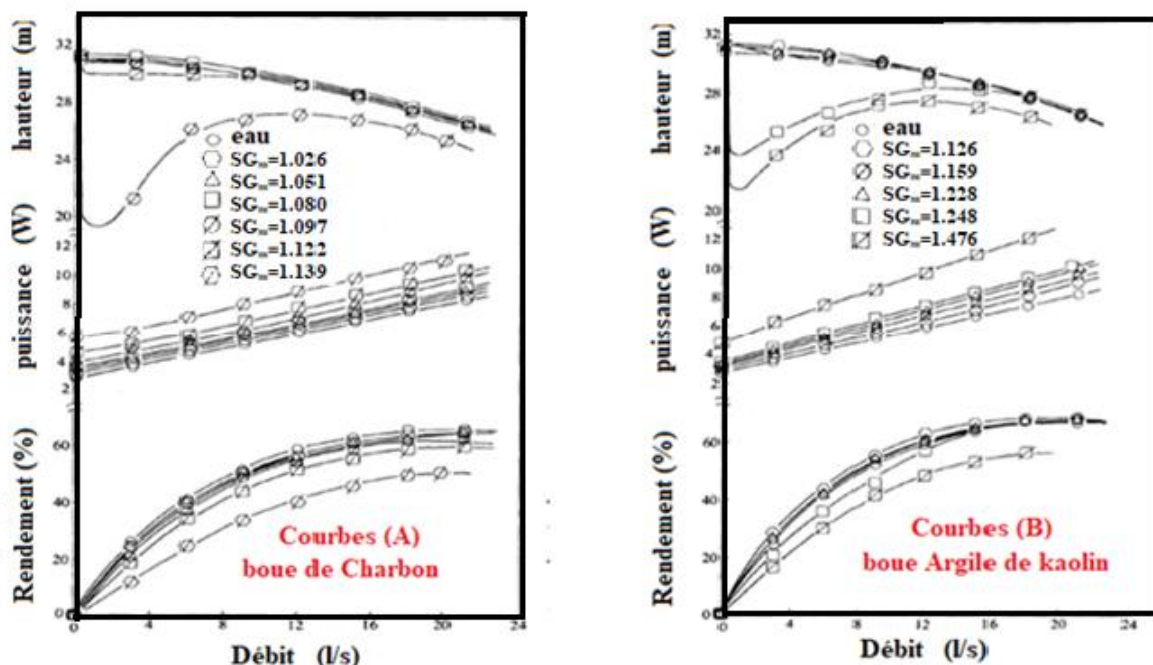 hauteur (m)
32
28
24
20
eau
SGₘ=1.026
SGₘ=1.051
SGₘ=1.080
SGₘ=1.097
SGₘ=1.122
SGₘ=1.139
puissance (W)
12
10
8
6
4
2
Rendement (%)
60
40
20
0
Courbes (A)
boue de Charbon
0 4 8 12 16 20 24
Débit (l/s)
hauteur (m)
32
28
24
20
eau
SGₘ=1.126
SGₘ=1.159
SGₘ=1.228
SGₘ=1.248
SGₘ=1.476
puissance (W)
12
10
8
6
4
2
Rendement (%)
60
40
20
0
Courbes (B)
boue Argile de kaolin
0 4 8 12 16 20 24
Débit (l/s)